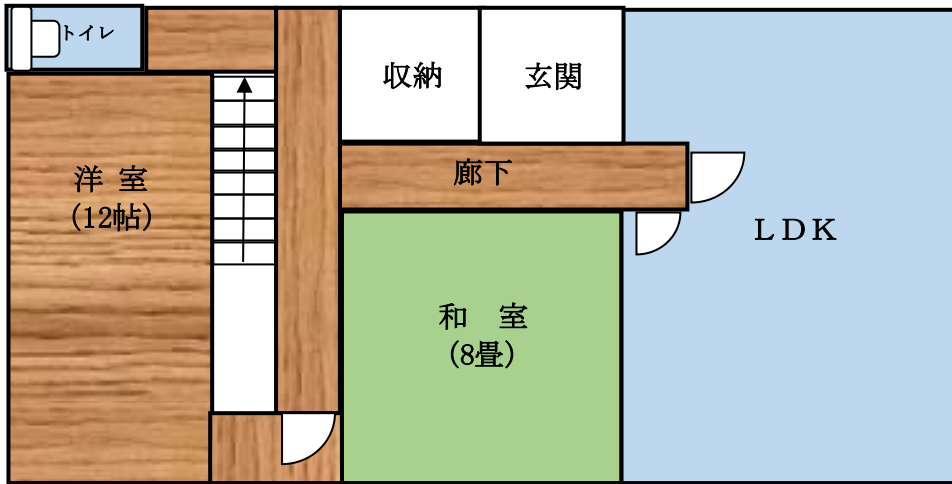 トイレ
収納
玄関
廊下
洋 室
(12帖)
LDK
和 室
(8畳)